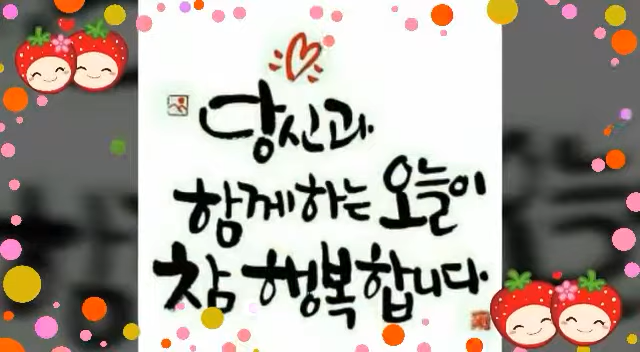 당신과
함께하는 오늘이
참 행복합니다.